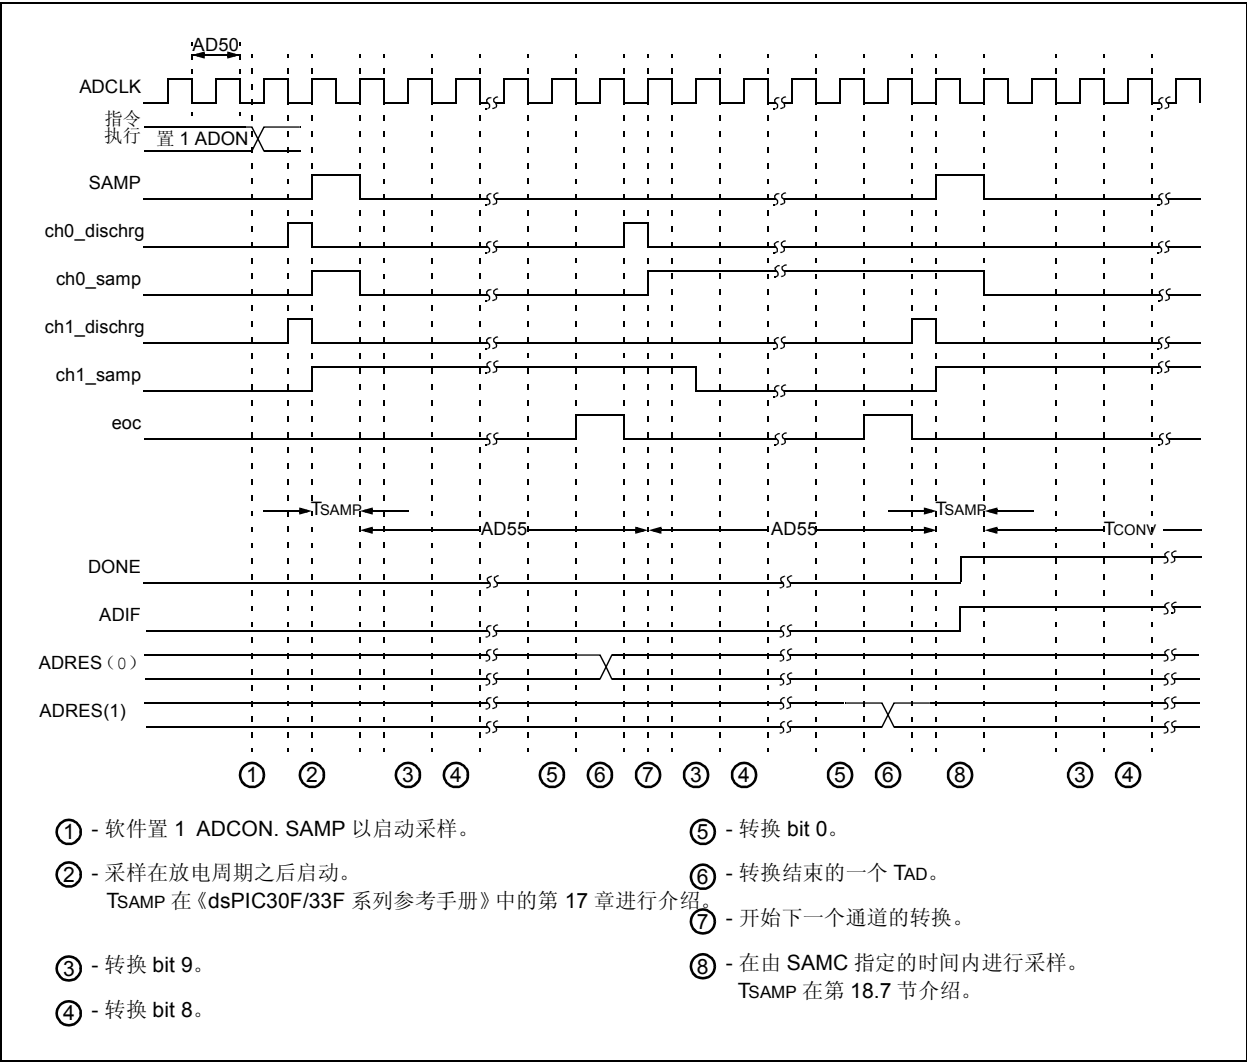 AD50
ADCLK
指令
执行
置 1 ADON
SAMP
ch0_dischrg
ch0_samp
ch1_dischrg
ch1_samp
eoc
TSAMP
TSAMP
AD55
AD55
TCONV
DONE
ADIF
ADRES（0）
ADRES(1)
① ② ③ ④ ⑤ ⑥ ⑦ ③ ④ ⑤ ⑥ ⑧ ③ ④
① - 软件置 1 ADCON. SAMP 以启动采样。
② - 采样在放电周期之后启动。
TSAMP 在《dsPIC30F/33F 系列参考手册》中的第 17 章进行介绍。
③ - 转换 bit 9。
④ - 转换 bit 8。
⑤ - 转换 bit 0。
⑥ - 转换结束的一个 TAD。
⑦ - 开始下一个通道的转换。
⑧ - 在由 SAMC 指定的时间内进行采样。
TSAMP 在第 18.7 节介绍。